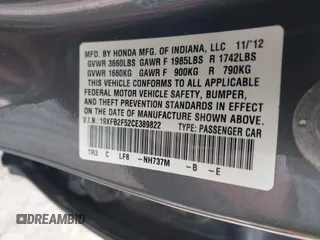 MFD. BY HONDA MFG. OF INDIANA, LLC 11/'12
GVWR 3660LBS GAWR F 1985LBS R 1742LBS
GVWR 1660KG GAWR F 900KG R 790KG
THIS VEHICLE CONFORMS TO ALL APPLICABLE
FEDERAL MOTOR VEHICLE SAFETY, BUMPER,
AND THEFT PREVENTION STANDARDS IN EFFECT
ON THE DATE OF MANUFACTURE SHOWN ABOVE.
V.I.N.: 19XFB2F52CE389822 TYPE: PASSENGER CAR
TR3 C LF8 -NH737M -B -E
DREAMBID